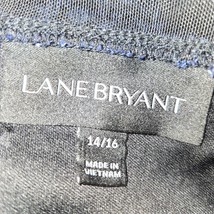 LANE BRYANT
14/16
MADE IN
VIETNAM